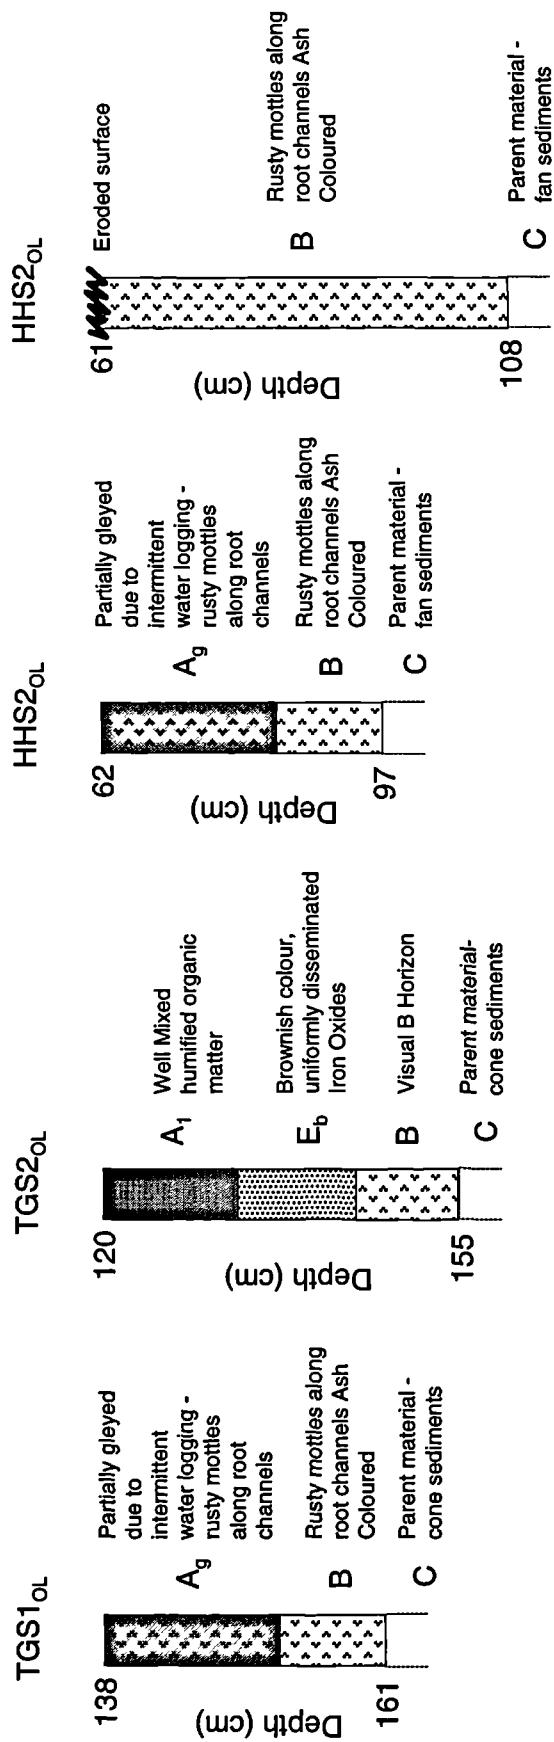 TGS1OL
138
Depth (cm)
161
Ag
Partially gleyed
due to
intermittent
water logging -
rusty mottles
along root
channels
B
Rusty mottles along
root channels Ash
Coloured
C
Parent material -
cone sediments
TGS2OL
120
Depth (cm)
155
A1
Well Mixed
humified organic
matter
Eb
Brownish colour,
uniformly disseminated
Iron Oxides
B
Visual B Horizon
C
Parent material-
cone sediments
HHS2OL
62
Depth (cm)
97
Ag
Partially gleyed
due to
intermittent
water logging -
rusty mottles
along root
channels
B
Rusty mottles along
root channels Ash
Coloured
C
Parent material -
fan sediments
HHS2OL
61
Depth (cm)
108
Eroded surface
B
Rusty mottles along
root channels Ash
Coloured
C
Parent material -
fan sediments